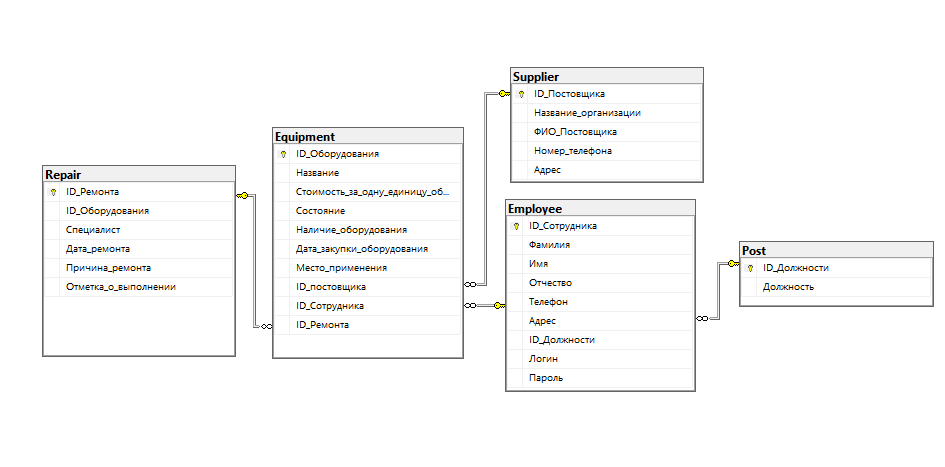 Repair
ID_Ремонта
ID_Оборудования
Специалист
Дата_ремонта
Причина_ремонта
Отметка_о_выполнении
Equipment
ID_Оборудования
Название
Стоимость_за_одну_единицу_об...
Состояние
Наличие_оборудования
Дата_закупки_оборудования
Место_применения
ID_поставщика
ID_Сотрудника
ID_Ремонта
Supplier
ID_Постовщика
Название_организации
ФИО_Постовщика
Номер_телефона
Адрес
Employee
ID_Сотрудника
Фамилия
Имя
Отчество
Телефон
Адрес
ID_Должности
Логин
Пароль
Post
ID_Должности
Должность